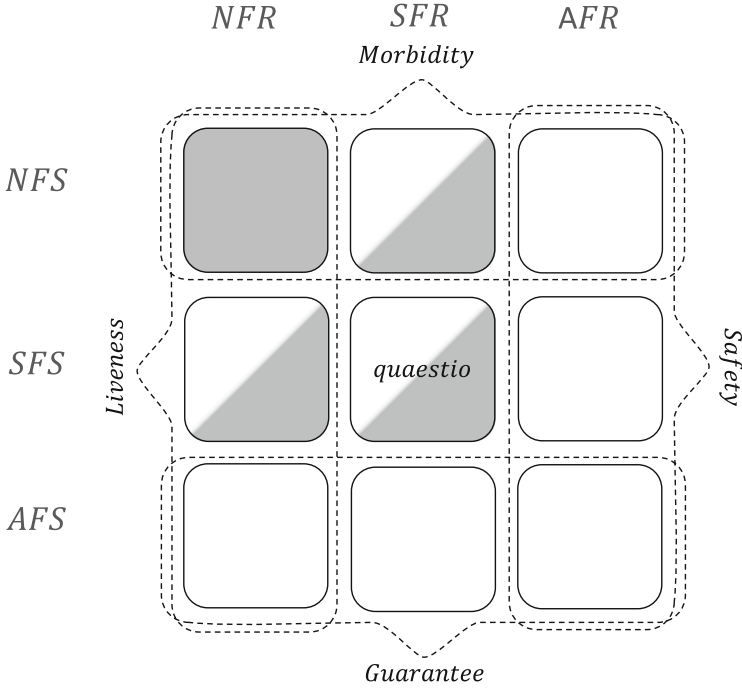 NFR SFR AFR
Morbidity
NFS
Liveness
SFS
quaestio
Safety
AFS
Guarantee